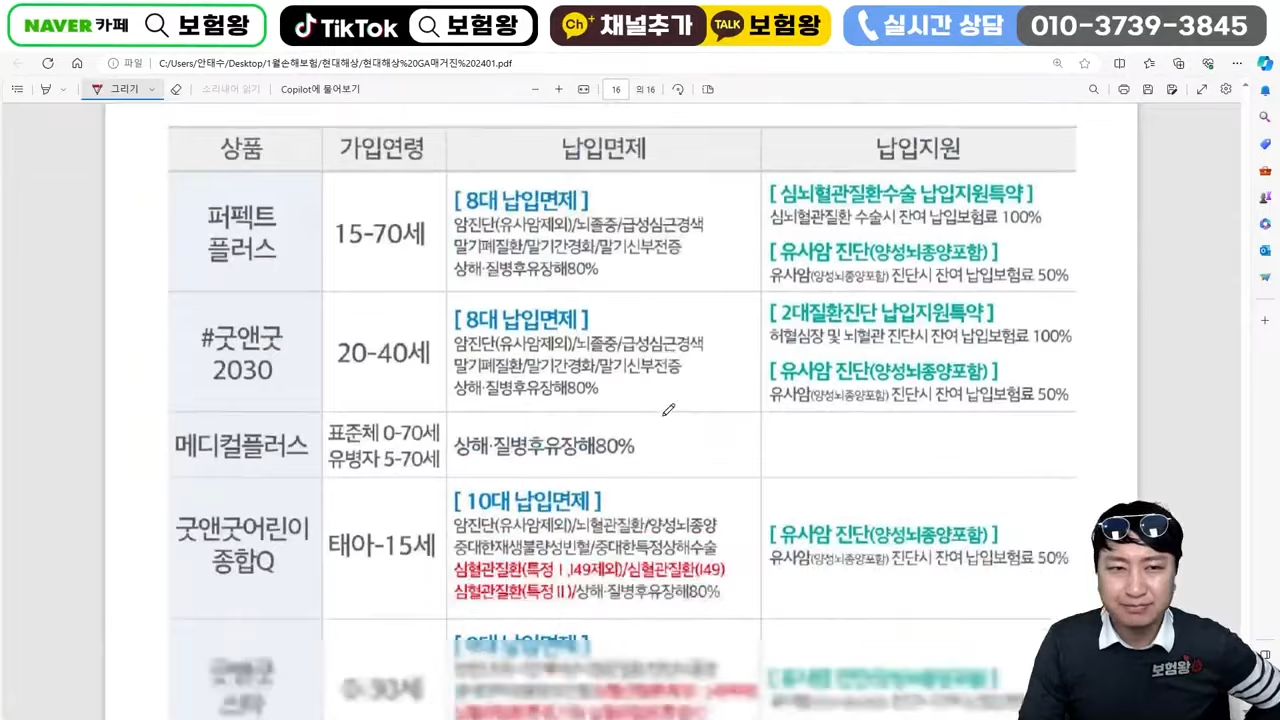 NAVER 카페 보험왕
TikTok 보험왕
Ch+ 채널추가 TALK 보험왕
실시간 상담 010-3739-3845
파일 C:/Users/안태수/Desktop/1월손해보험/현대해상/현대해상%20GA매거진%202401.pdf
그리기 소리내어 읽기 Copilot에 물어보기 16 의 16
상품 가입연령 납입면제 납입지원
퍼펙트
플러스
15-70세
[ 8대 납입면제 ]
암진단(유사암제외)/뇌졸중/급성심근경색
말기폐질환/말기간경화/말기신부전증
상해·질병후유장해80%
[ 심뇌혈관질환수술 납입지원특약 ]
심뇌혈관질환 수술시 잔여 납입보험료 100%
[ 유사암 진단(양성뇌종양포함) ]
유사암(양성뇌종양포함) 진단시 잔여 납입보험료 50%
#굿앤굿
2030
20-40세
[ 8대 납입면제 ]
암진단(유사암제외)/뇌졸중/급성심근경색
말기폐질환/말기간경화/말기신부전증
상해·질병후유장해80%
[ 2대질환진단 납입지원특약 ]
허혈심장 및 뇌혈관 진단시 잔여 납입보험료 100%
[ 유사암 진단(양성뇌종양포함) ]
유사암(양성뇌종양포함) 진단시 잔여 납입보험료 50%
메디컬플러스
표준체 0-70세
유병자 5-70세
상해·질병후유장해80%
굿앤굿어린이
종합Q
태아-15세
[ 10대 납입면제 ]
암진단(유사암제외)/뇌혈관질환/양성뇌종양
중대한재생불량성빈혈/중대한특정상해수술
심혈관질환(특정Ⅰ,I49제외)/심혈관질환(I49)
심혈관질환(특정Ⅱ)/상해·질병후유장해80%
[ 유사암 진단(양성뇌종양포함) ]
유사암(양성뇌종양포함) 진단시 잔여 납입보험료 50%
0-30세
보험왕